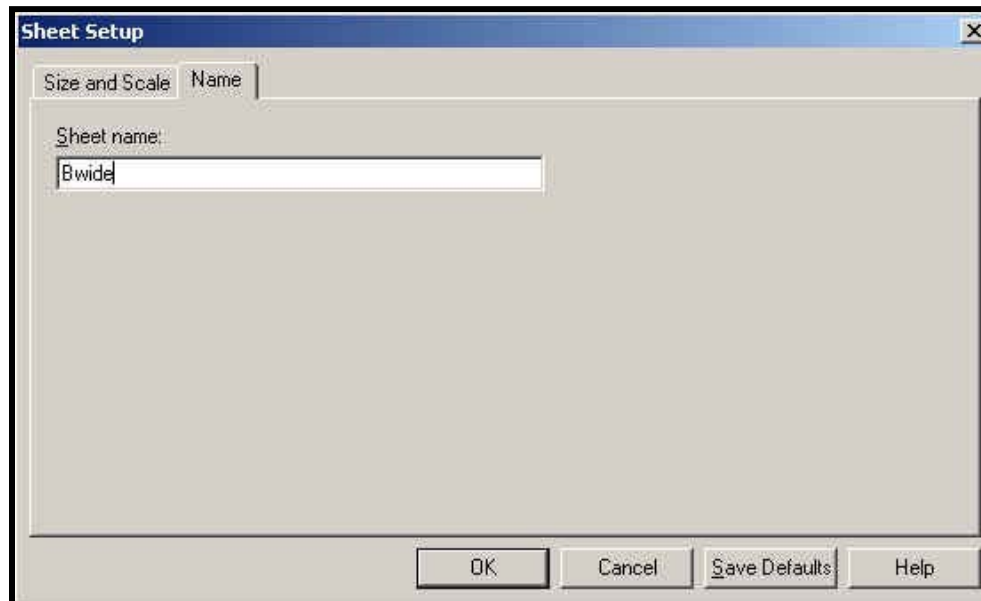 Sheet Setup
Size and Scale Name
Sheet name:
Bwide
OK Cancel Save Defaults Help